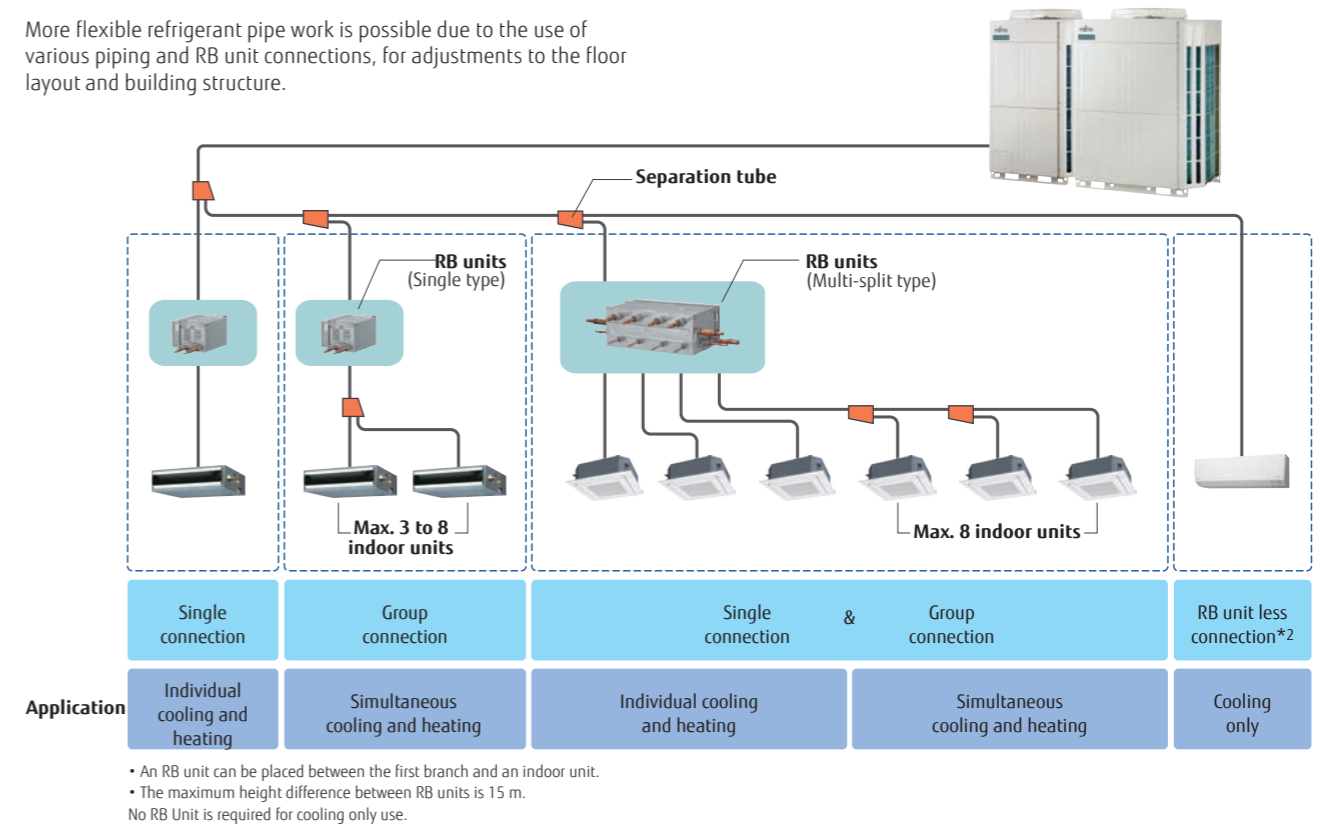 More flexible refrigerant pipe work is possible due to the use of
various piping and RB unit connections, for adjustments to the floor
layout and building structure.
Separation tube
RB units
(Single type)
RB units
(Multi-split type)
Max. 3 to 8
indoor units
Max. 8 indoor units
Single
connection
Group
connection
Single
connection
&
Group
connection
RB unit less
connection*2
Application
Individual
cooling and
heating
Simultaneous
cooling and heating
Individual cooling
and heating
Simultaneous
cooling and heating
Cooling
only
• An RB unit can be placed between the first branch and an indoor unit.
• The maximum height difference between RB units is 15 m.
No RB Unit is required for cooling only use.